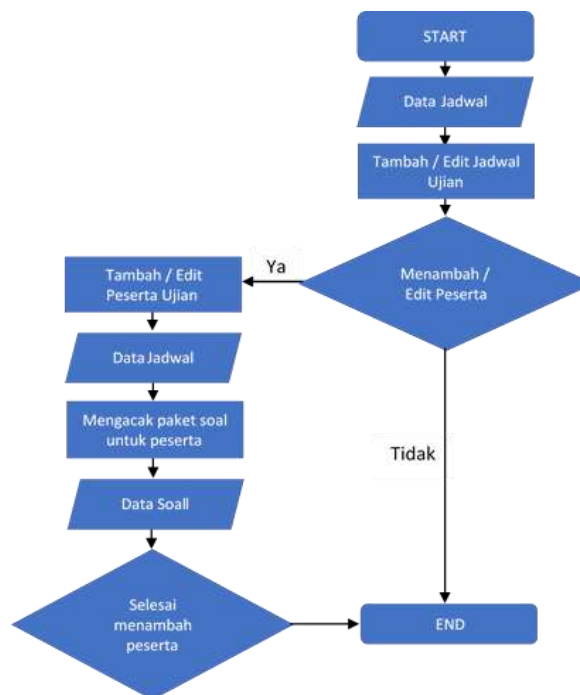 START
Data Jadwal
Tambah / Edit Jadwal
Ujian
Menambah /
Edit Peserta
Ya
Tambah / Edit
Peserta Ujian
Data Jadwal
Mengacak paket soal
untuk peserta
Data Soall
Tidak
Selesai
menambah
peserta
END